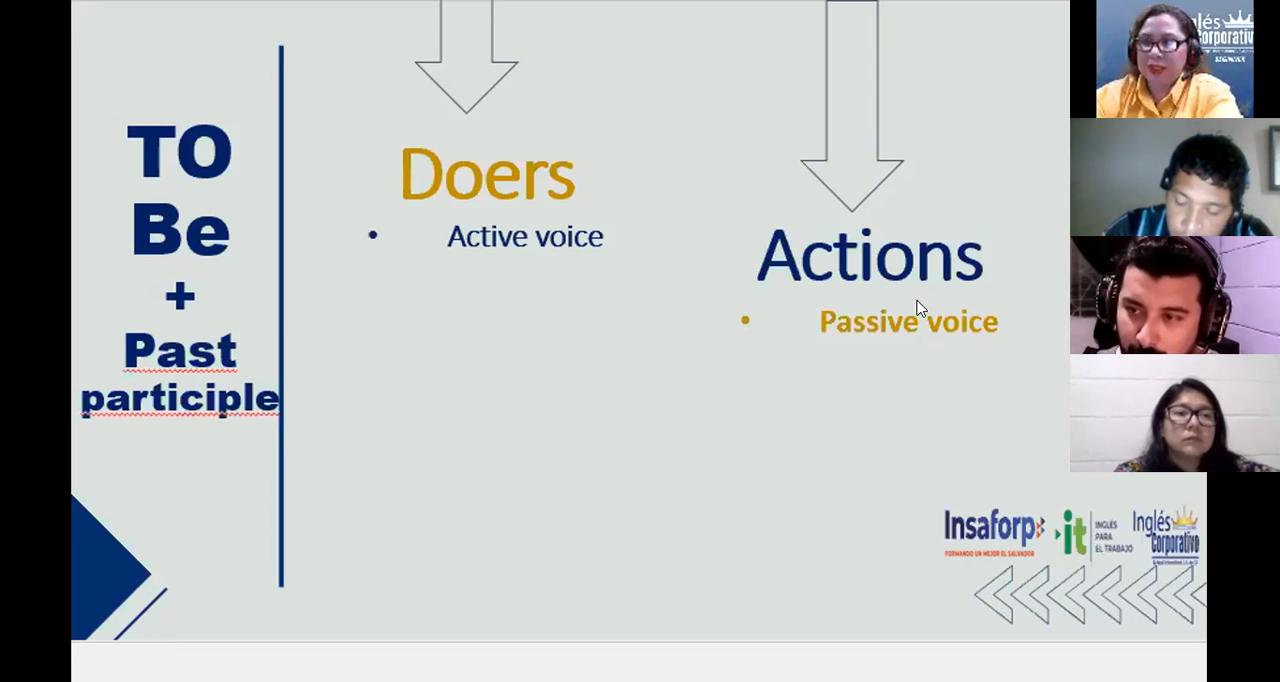 TO
Be
+
Past
participle
Doers
• Active voice
Actions
• Passive voice
Insaforp
FORMANDO UN MEJOR EL SALVADOR
it
INGLÉS
PARA
EL TRABAJO
Inglés
Corporativo
Inglés
Corporativo